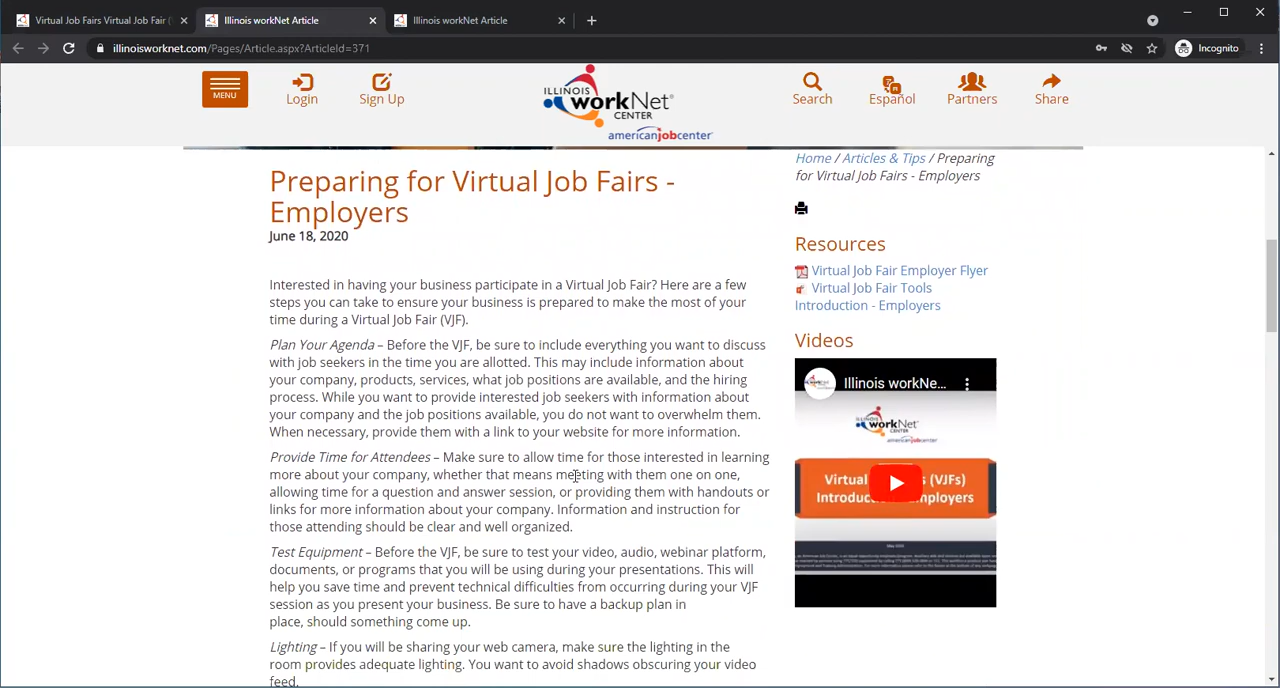 Virtual Job Fairs Virtual Job Fair (
Illinois workNet Article
Illinois workNet Article
illinoisworknet.com/Pages/Article.aspx?ArticleId=371
Incognito
MENU
Login
Sign Up
ILLINOIS
workNet®
CENTER
americanjobcenter
Search
Español
Partners
Share
Preparing for Virtual Job Fairs -
Employers
June 18, 2020
Interested in having your business participate in a Virtual Job Fair? Here are a few
steps you can take to ensure your business is prepared to make the most of your
time during a Virtual Job Fair (VJF).
Plan Your Agenda – Before the VJF, be sure to include everything you want to discuss
with job seekers in the time you are allotted. This may include information about
your company, products, services, what job positions are available, and the hiring
process. While you want to provide interested job seekers with information about
your company and the job positions available, you do not want to overwhelm them.
When necessary, provide them with a link to your website for more information.
Provide Time for Attendees – Make sure to allow time for those interested in learning
more about your company, whether that means meeting with them one on one,
allowing time for a question and answer session, or providing them with handouts or
links for more information about your company. Information and instruction for
those attending should be clear and well organized.
Test Equipment – Before the VJF, be sure to test your video, audio, webinar platform,
documents, or programs that you will be using during your presentations. This will
help you save time and prevent technical difficulties from occurring during your VJF
session as you present your business. Be sure to have a backup plan in
place, should something come up.
Lighting – If you will be sharing your web camera, make sure the lighting in the
room provides adequate lighting. You want to avoid shadows obscuring your video
feed.
Home / Articles & Tips / Preparing
for Virtual Job Fairs - Employers
Resources
Virtual Job Fair Employer Flyer
Virtual Job Fair Tools
Introduction - Employers
Videos
Illinois workNe...
ILLINOIS
workNet
CENTER
americanjobcenter
Virtual (VJFs)
Introduc mployers
May 2020